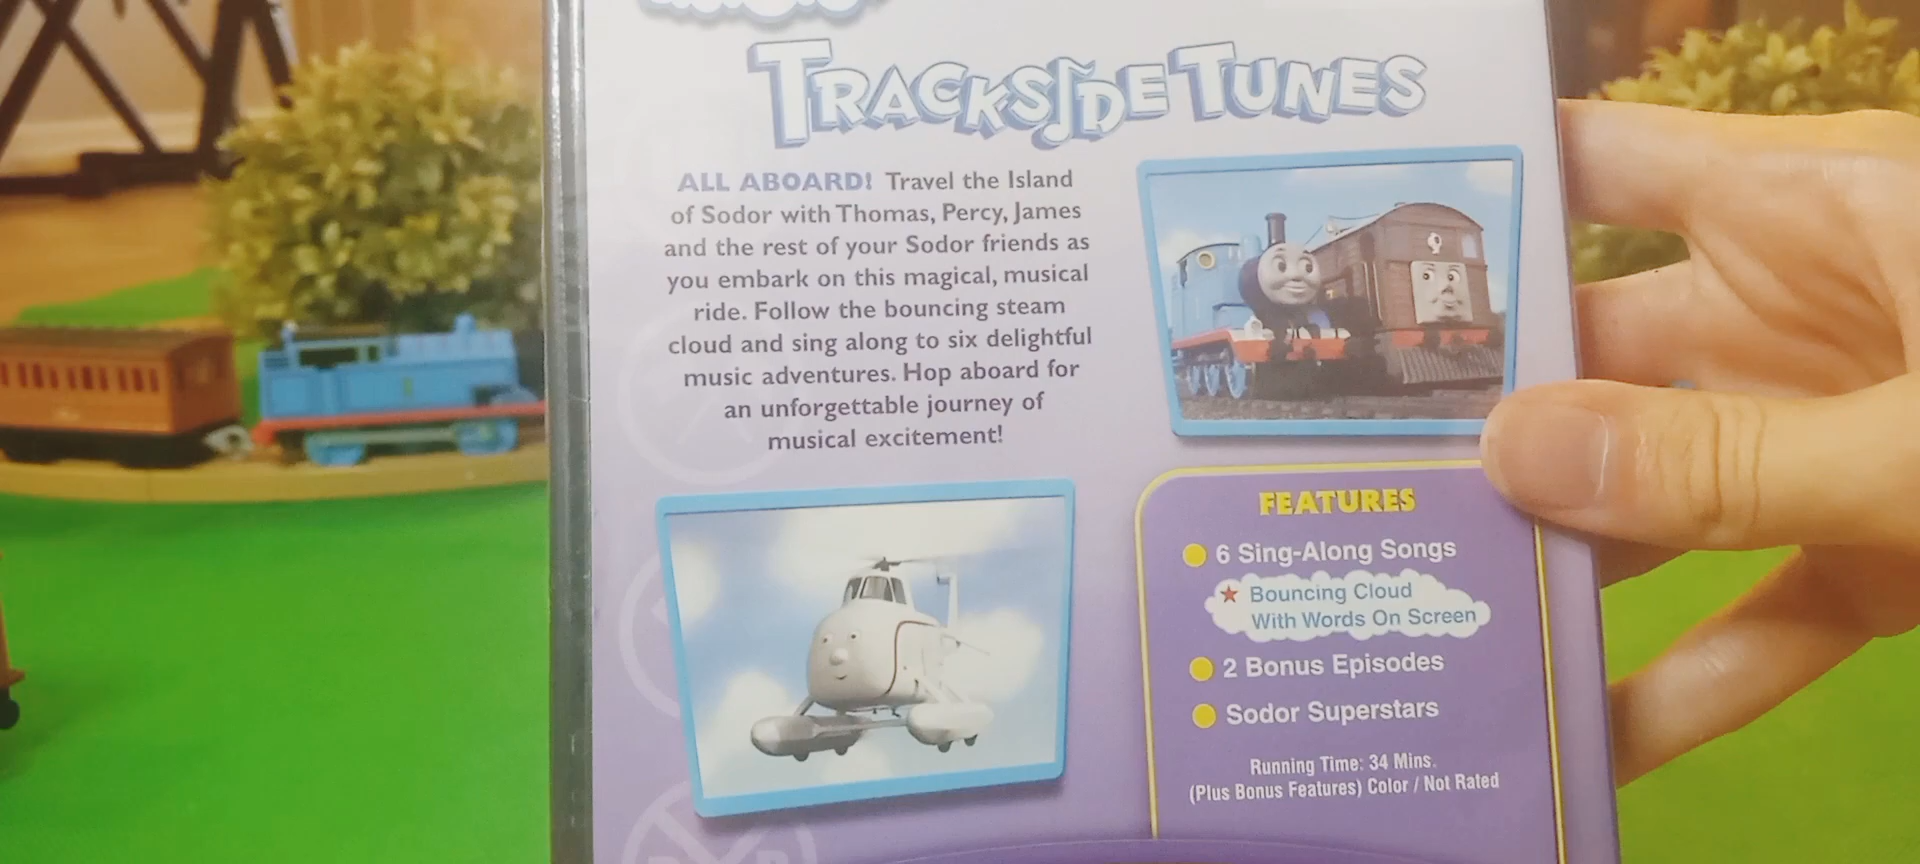 TRACKSIDE TUNES
ALL ABOARD! Travel the Island
of Sodor with Thomas, Percy, James
and the rest of your Sodor friends as
you embark on this magical, musical
ride. Follow the bouncing steam
cloud and sing along to six delightful
music adventures. Hop aboard for
an unforgettable journey of
musical excitement!
FEATURES
6 Sing-Along Songs
Bouncing Cloud
With Words On Screen
2 Bonus Episodes
Sodor Superstars
Running Time: 34 Mins.
(Plus Bonus Features) Color / Not Rated